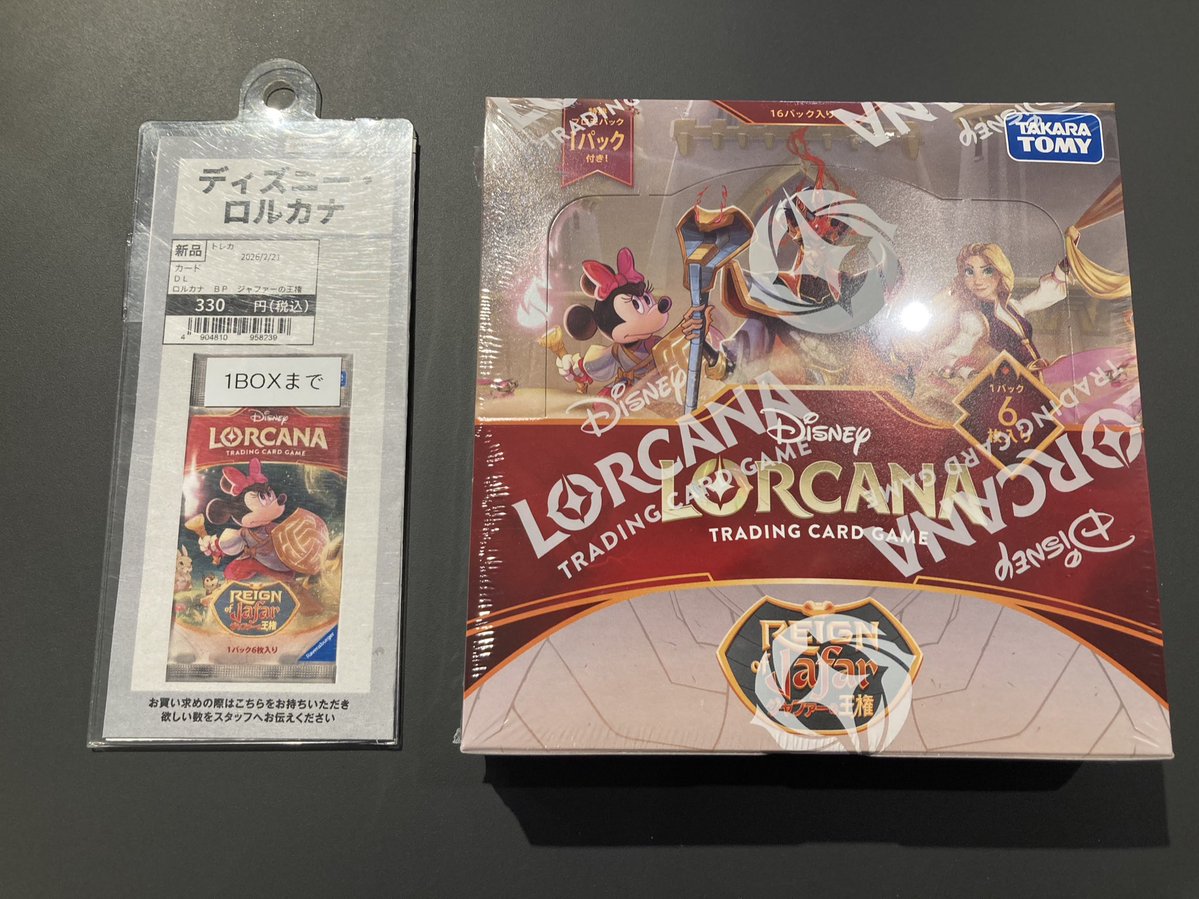 ディズニー・
ロルカナ
新品
トレカ
2026/2/21
カード
DL
ロルカナ BP ジャファーの王権
330 円(税込)
4 904810 958239
1BOXまで
Disney
LORCANA
TRADING CARD GAME
REIGN
of Jafar
ジャファーの王権
1パック6枚入り
Ravensburger
お買い求めの際はこちらをお持ちいただき
欲しい数をスタッフへお伝えください
1パック
付き!
16パック入り
TAKARA
TOMY
1パック
6
枚入り
Disney
LORCANA
TRADING CARD GAME
Disney
LORCANA
TRADING CARD GAME
Disney
LORCANA
TRADING CARD GAME
Disney
REIGN
of Jafar
ジャファーの王権